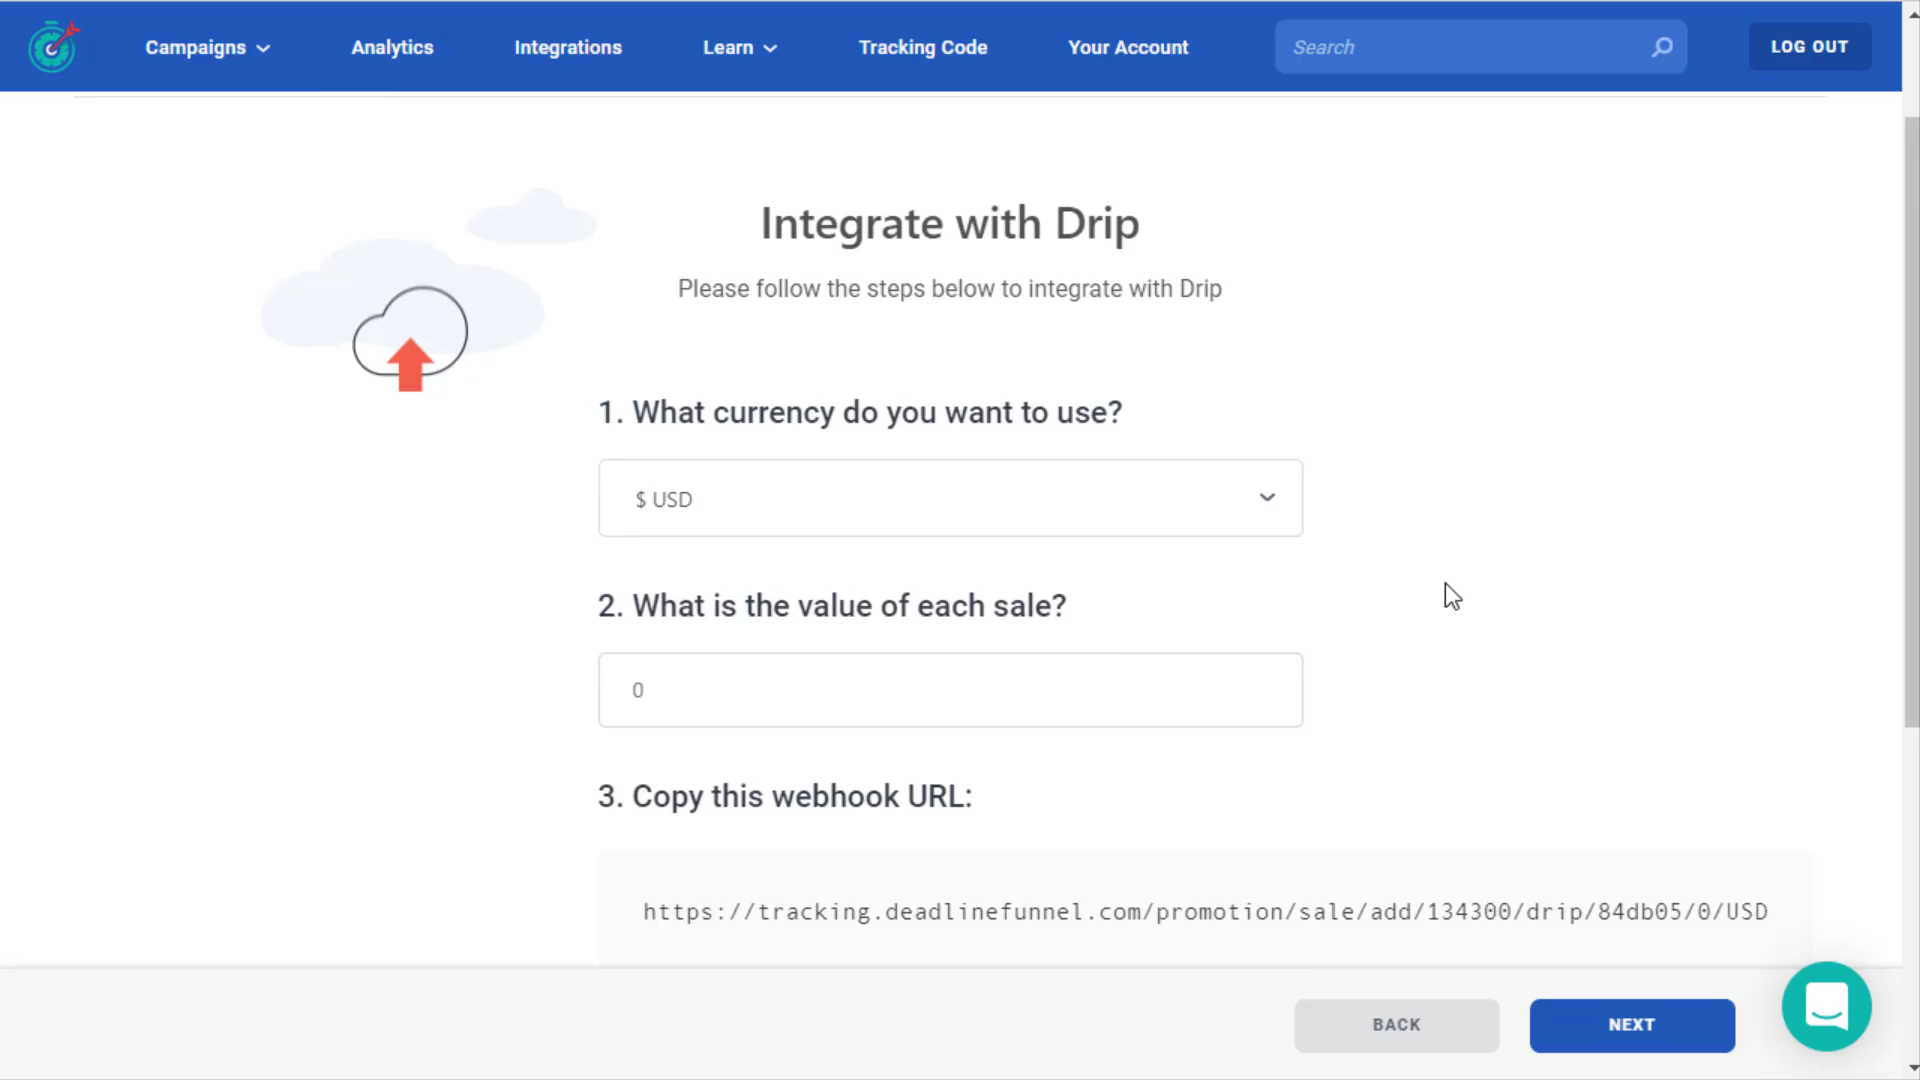 Campaigns
Analytics
Integrations
Learn
Tracking Code
Your Account
Search
LOG OUT
Integrate with Drip
Please follow the steps below to integrate with Drip
1. What currency do you want to use?
$ USD
2. What is the value of each sale?
0
3. Copy this webhook URL:
https://tracking.deadlinefunnel.com/promotion/sale/add/134300/drip/84db05/0/USD
BACK
NEXT